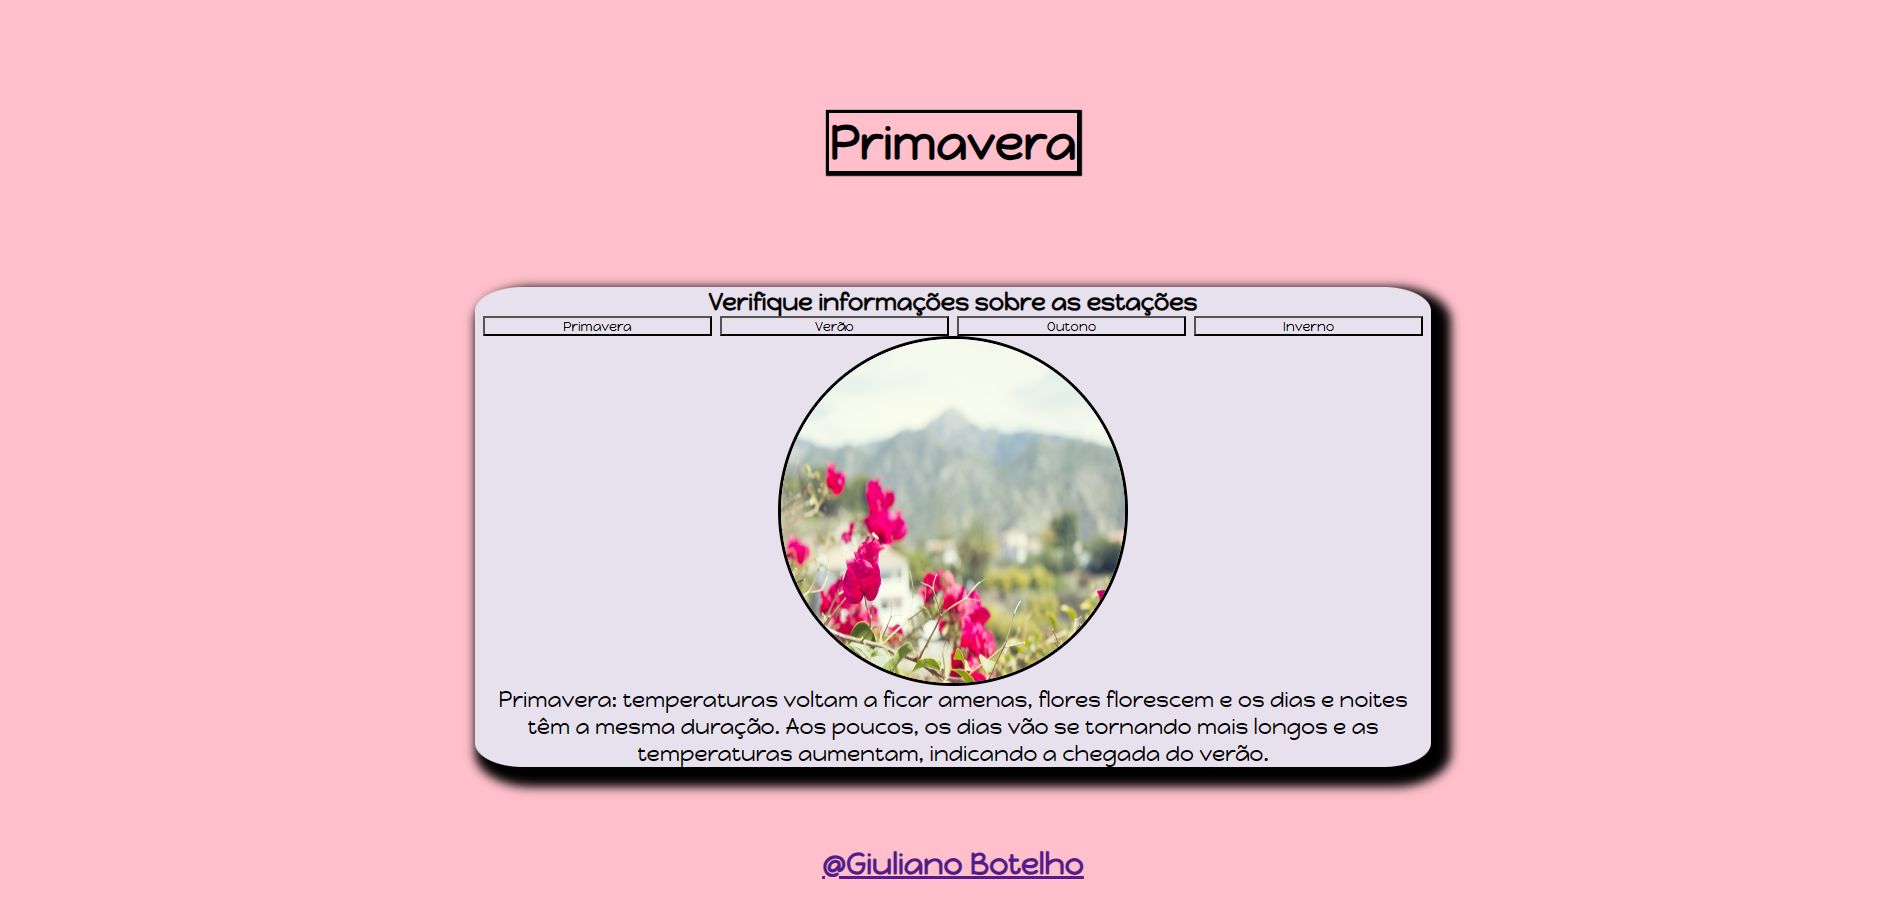 Primavera
Verifique informações sobre as estações
Primavera Verão Outono Inverno
Primavera: temperaturas voltam a ficar amenas, flores florescem e os dias e noites
têm a mesma duração. Aos poucos, os dias vão se tornando mais longos e as
temperaturas aumentam, indicando a chegada do verão.
@Giuliano Botelho